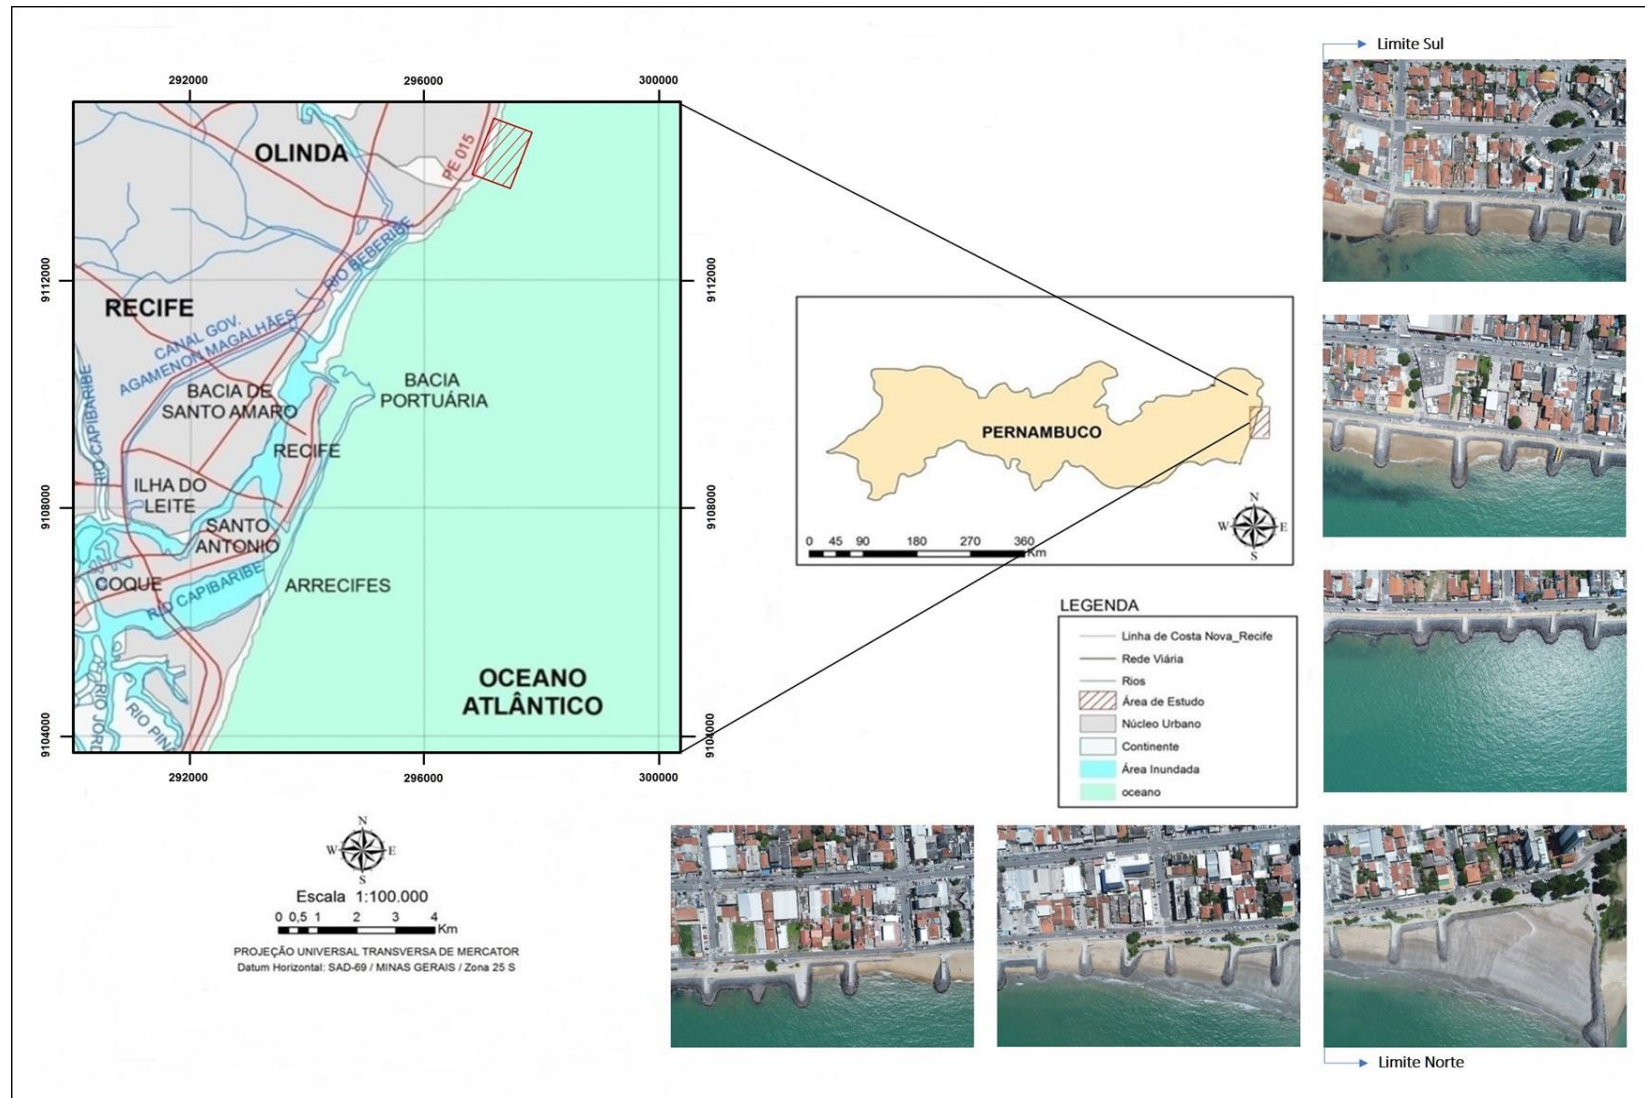 Limite Sul
292000
296000
300000
OLINDA
PE 015
RIO BEBERIBE
9112000
9112000
RECIFE
CANAL GOV.
AGAMENON MAGALHÃES
RIO CAPIBARIBE
BACIA DE
SANTO AMARO
BACIA
PORTUÁRIA
RECIFE
ILHA DO
LEITE
9108000
9108000
SANTO
ANTONIO
COQUE
RIO CAPIBARIBE
ARRECIFES
OCEANO
ATLÂNTICO
RIO JORD
RIO PINA
9104000
9104000
292000
296000
300000
PERNAMBUCO
N
W
E
S
0 45 90 180 270 360
Km
LEGENDA
Linha de Costa Nova_Recife
Rede Viária
Rios
Área de Estudo
Núcleo Urbano
Continente
Área Inundada
oceano
N
W
E
S
Escala 1:100.000
0 0,5 1 2 3 4
Km
PROJEÇÃO UNIVERSAL TRANSVERSA DE MERCATOR
Datum Horizontal: SAD-69 / MINAS GERAIS / Zona 25 S
Limite Norte